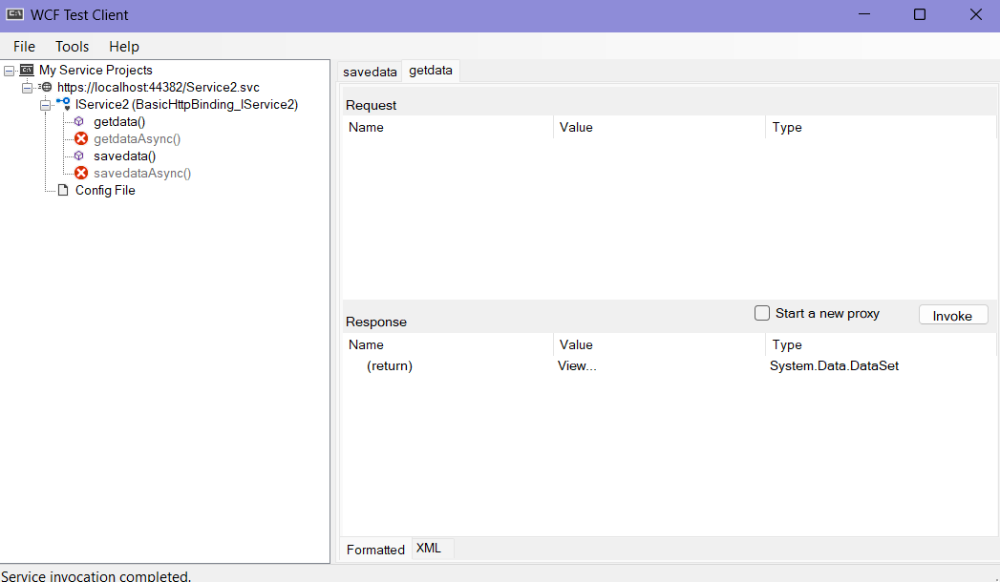 WCF Test Client
File Tools Help
My Service Projects
https://localhost:44382/Service2.svc
IService2 (BasicHttpBinding_IService2)
getdata()
getdataAsync()
savedata()
savedataAsync()
Config File
savedata getdata
Request
Name Value Type
Response
Start a new proxy Invoke
Name Value Type
(return) View... System.Data.DataSet
Formatted XML
Service invocation completed.